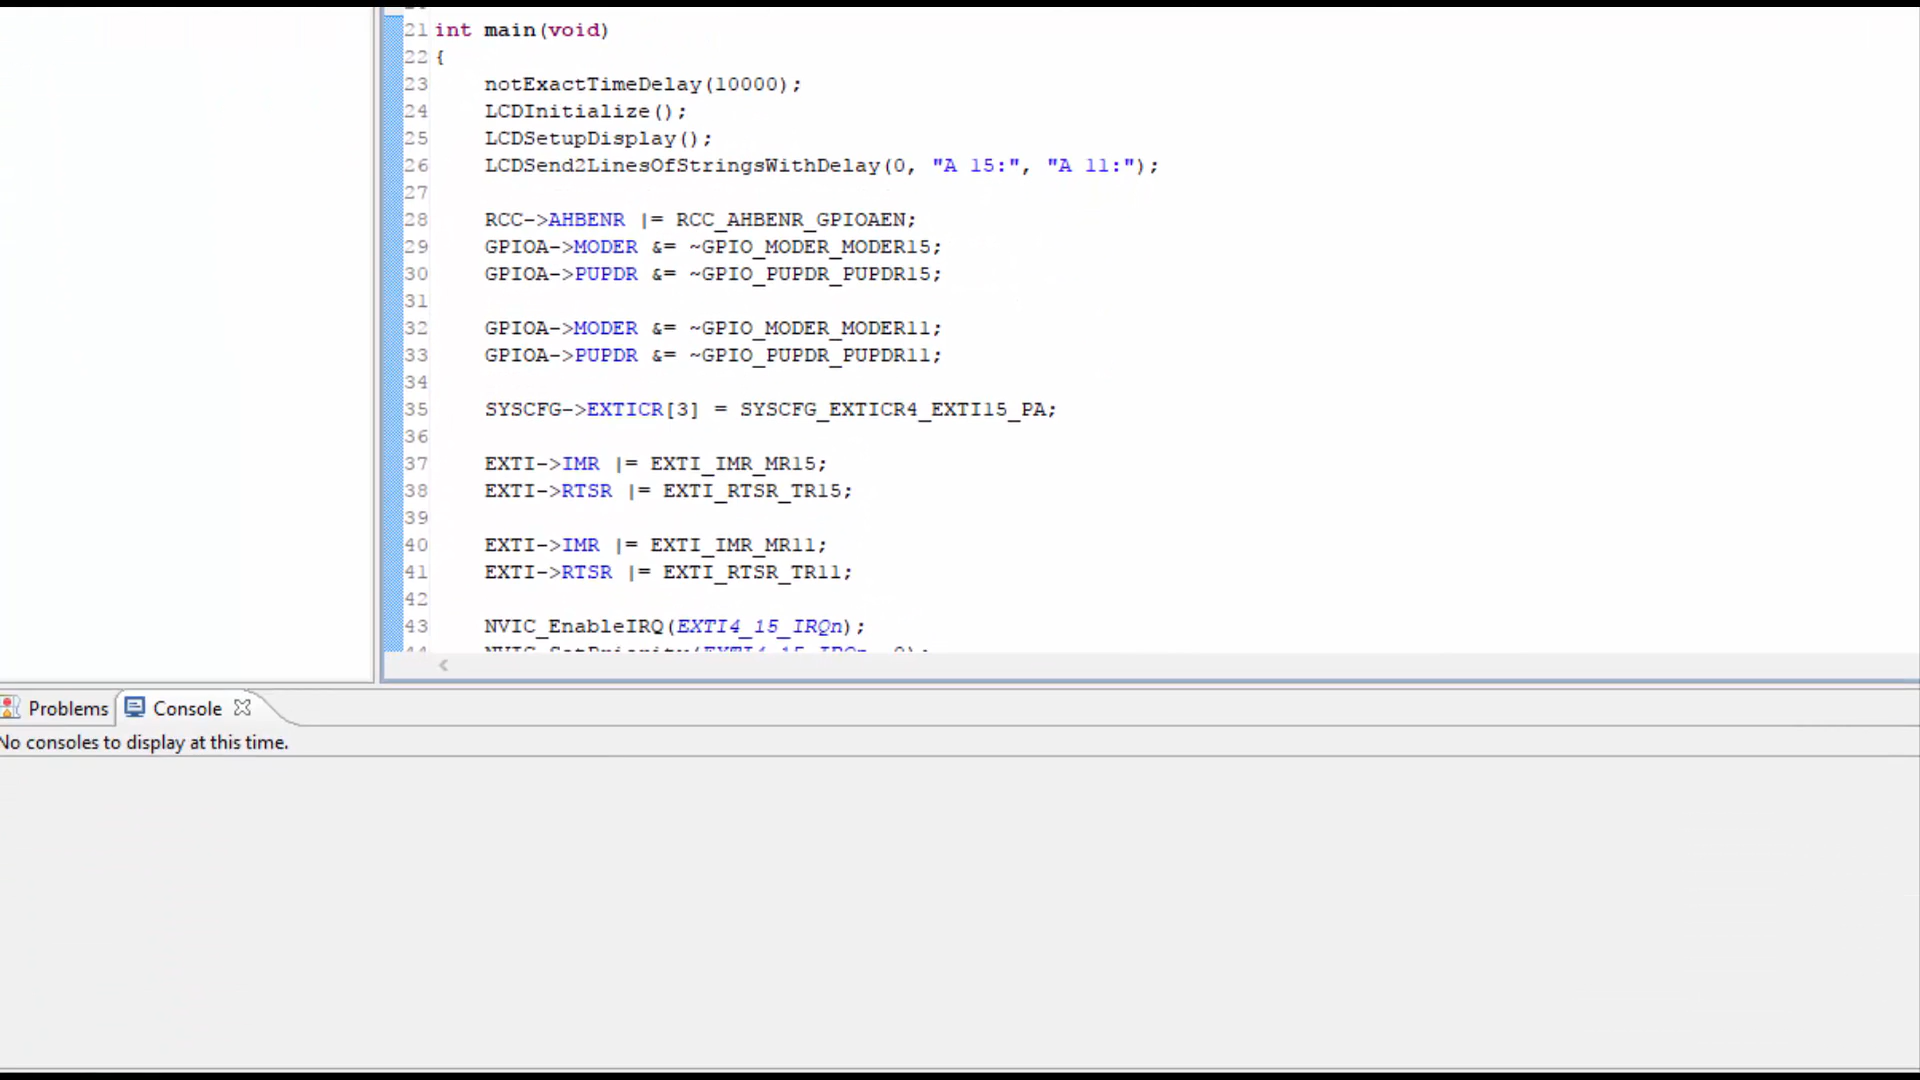 21 int main(void)
22 {
23 notExactTimeDelay(10000);
24 LCDInitialize();
25 LCDSetupDisplay();
26 LCDSend2LinesOfStringsWithDelay(0, "A 15:", "A 11:");
27
28 RCC->AHBENR |= RCC_AHBENR_GPIOAEN;
29 GPIOA->MODER &= ~GPIO_MODER_MODER15;
30 GPIOA->PUPDR &= ~GPIO_PUPDR_PUPDR15;
31
32 GPIOA->MODER &= ~GPIO_MODER_MODER11;
33 GPIOA->PUPDR &= ~GPIO_PUPDR_PUPDR11;
34
35 SYSCFG->EXTICR[3] = SYSCFG_EXTICR4_EXTI15_PA;
36
37 EXTI->IMR |= EXTI_IMR_MR15;
38 EXTI->RTSR |= EXTI_RTSR_TR15;
39
40 EXTI->IMR |= EXTI_IMR_MR11;
41 EXTI->RTSR |= EXTI_RTSR_TR11;
42
43 NVIC_EnableIRQ(EXTI4_15_IRQn);
44 NVIC_SetPriority(EXTI4_15_IRQn, 0);
Problems Console
No consoles to display at this time.